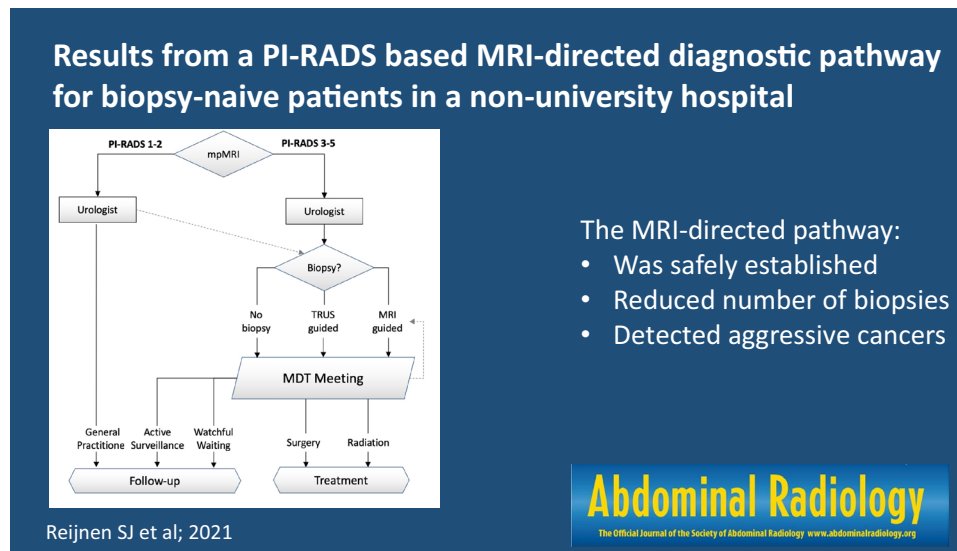 Results from a PI-RADS based MRI-directed diagnostic pathway
for biopsy-naive patients in a non-university hospital
PI-RADS 1-2
mpMRI
PI-RADS 3-5
Urologist
Urologist
Biopsy?
No
biopsy
TRUS
guided
MRI
guided
MDT Meeting
General
Practitione
Active
Surveillance
Watchful
Waiting
Surgery
Radiation
Follow-up
Treatment
The MRI-directed pathway:
• Was safely established
• Reduced number of biopsies
• Detected aggressive cancers
Reijnen SJ et al; 2021
Abdominal Radiology
The Official Journal of the Society of Abdominal Radiology www.abdominalradiology.org